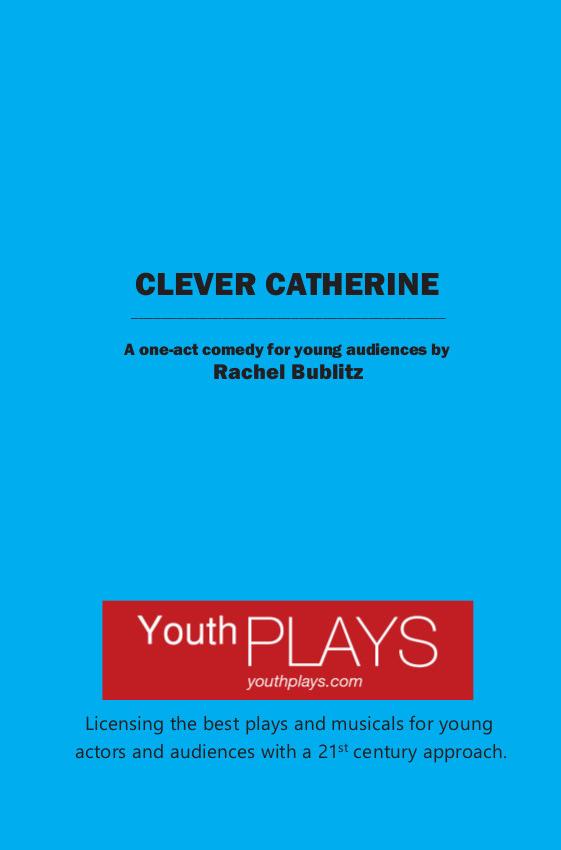 CLEVER CATHERINE
A one-act comedy for young audiences by
Rachel Bublitz
Youth PLAYS
youthplays.com
Licensing the best plays and musicals for young
actors and audiences with a 21st century approach.